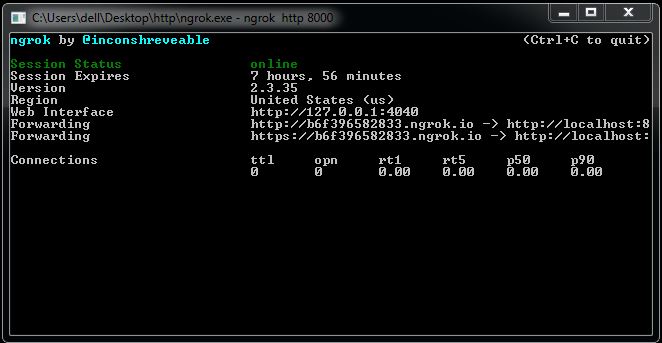 C:\Users\dell\Desktop\http\ngrok.exe - ngrok  http 8000
ngrok by @inconshreveable (Ctrl+C to quit)
Session Status online
Session Expires 7 hours, 56 minutes
Version 2.3.35
Region United States (us)
Web Interface http://127.0.0.1:4040
Forwarding http://b6f396582833.ngrok.io -> http://localhost:8
Forwarding https://b6f396582833.ngrok.io -> http://localhost:
Connections ttl opn rt1 rt5 p50 p90
0 0 0.00 0.00 0.00 0.00